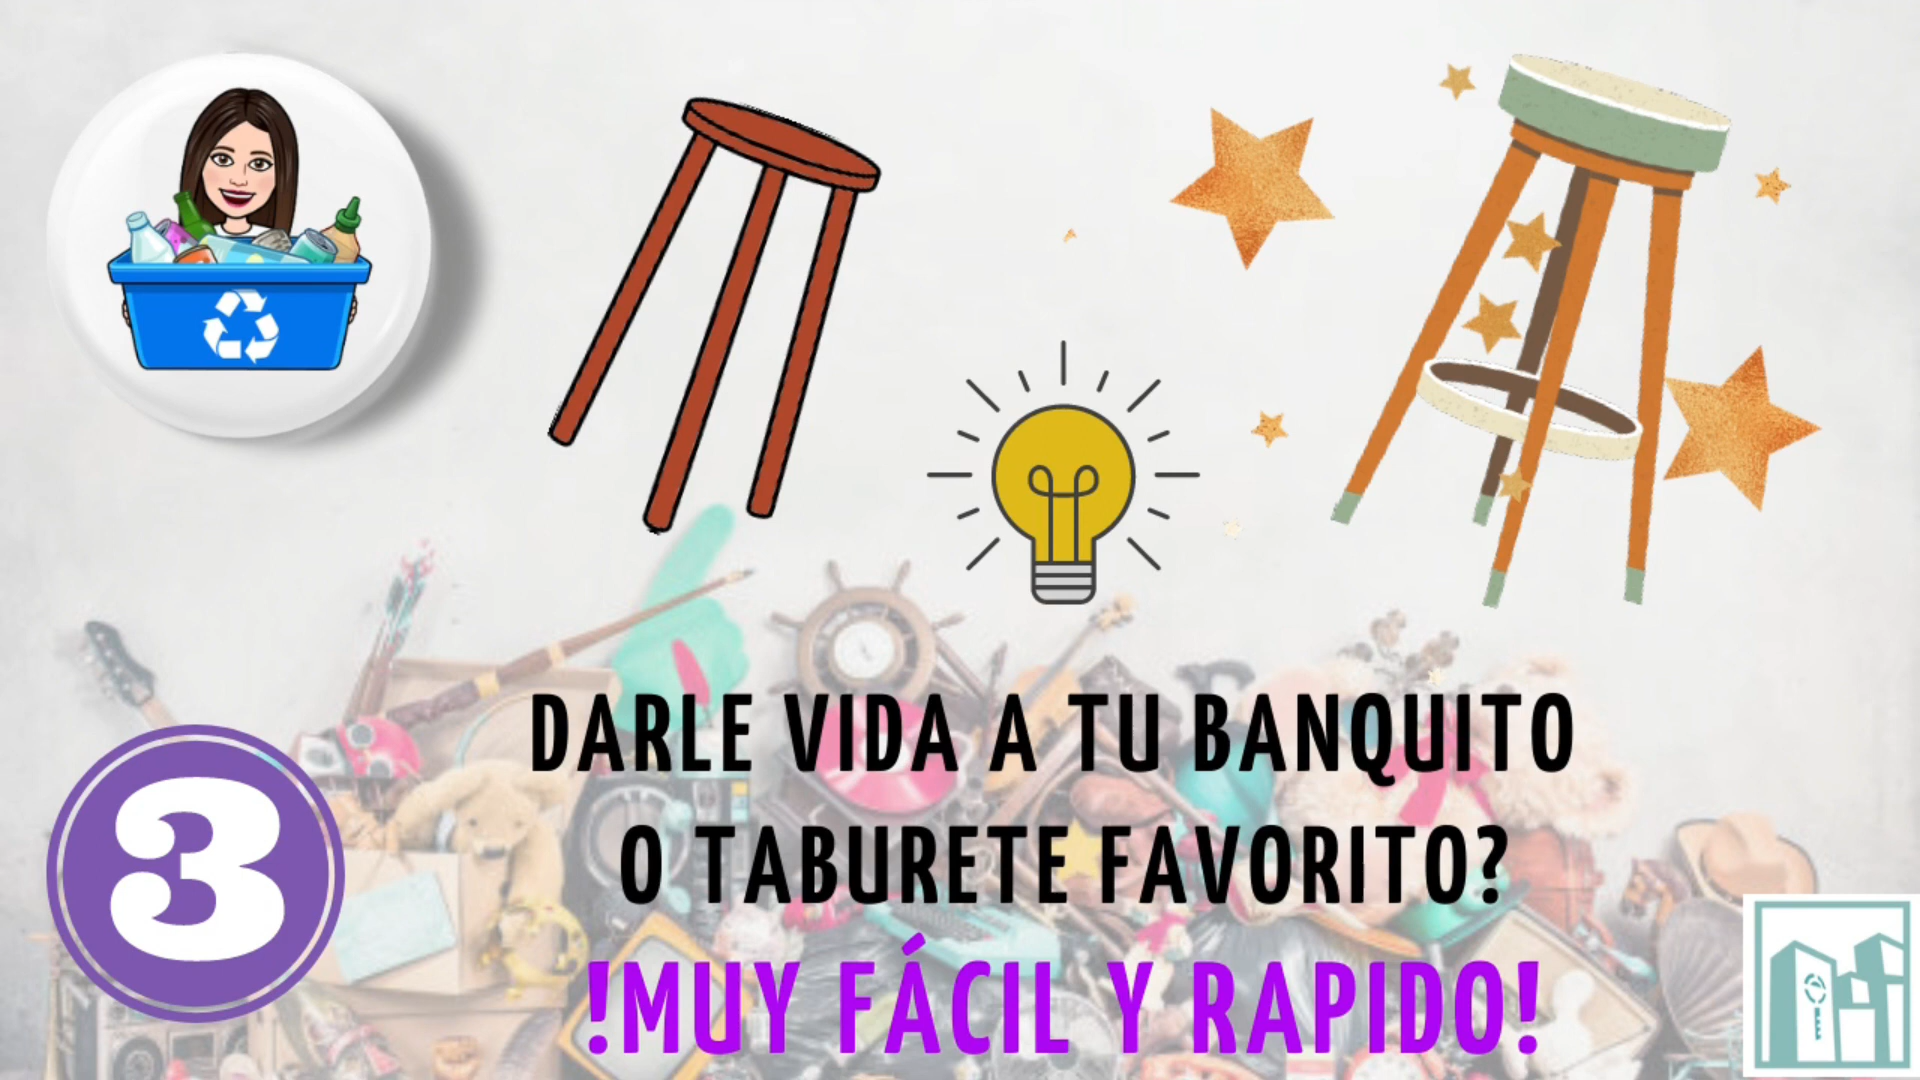 DARLE VIDA A TU BANQUITO
O TABURETE FAVORITO?
!MUY FÁCIL Y RAPIDO!
3